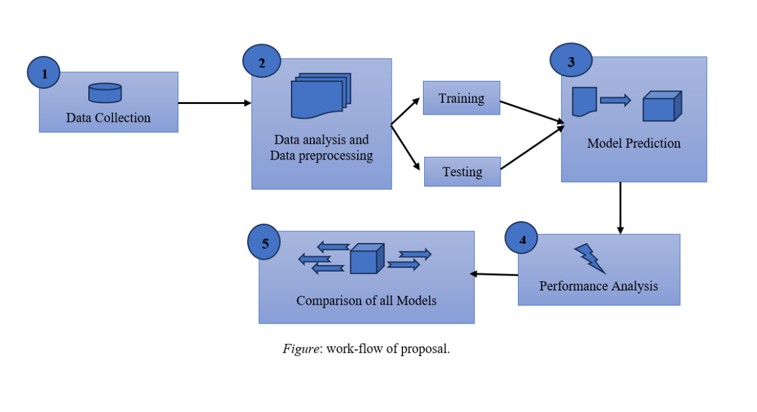 1
Data Collection
2
Data analysis and
Data preprocessing
Training
Testing
3
Model Prediction
4
Performance Analysis
5
Comparison of all Models
Figure: work-flow of proposal.